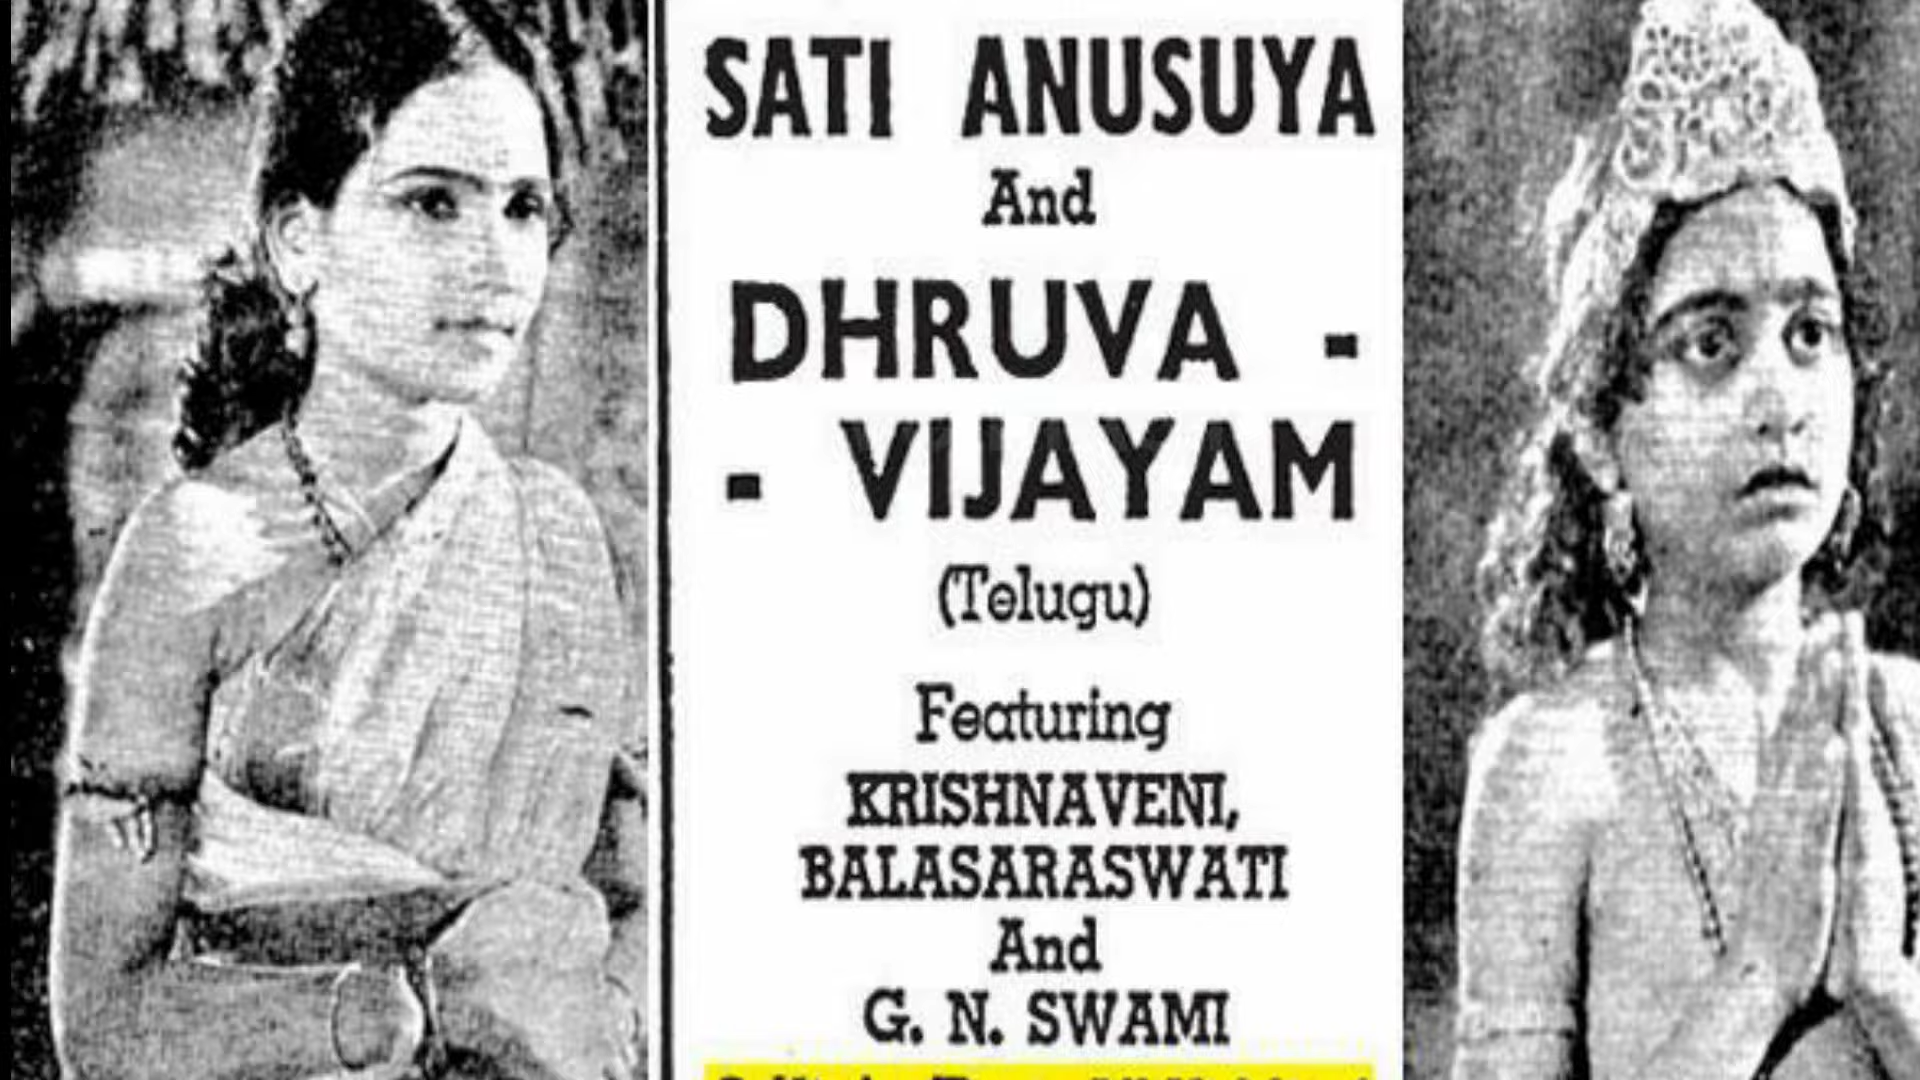 SATI ANUSUYA
And
DHRUVA -
- VIJAYAM
(Telugu)
Featuring
KRISHNAVENI,
BALASARASWATI
And
G. N. SWAMI